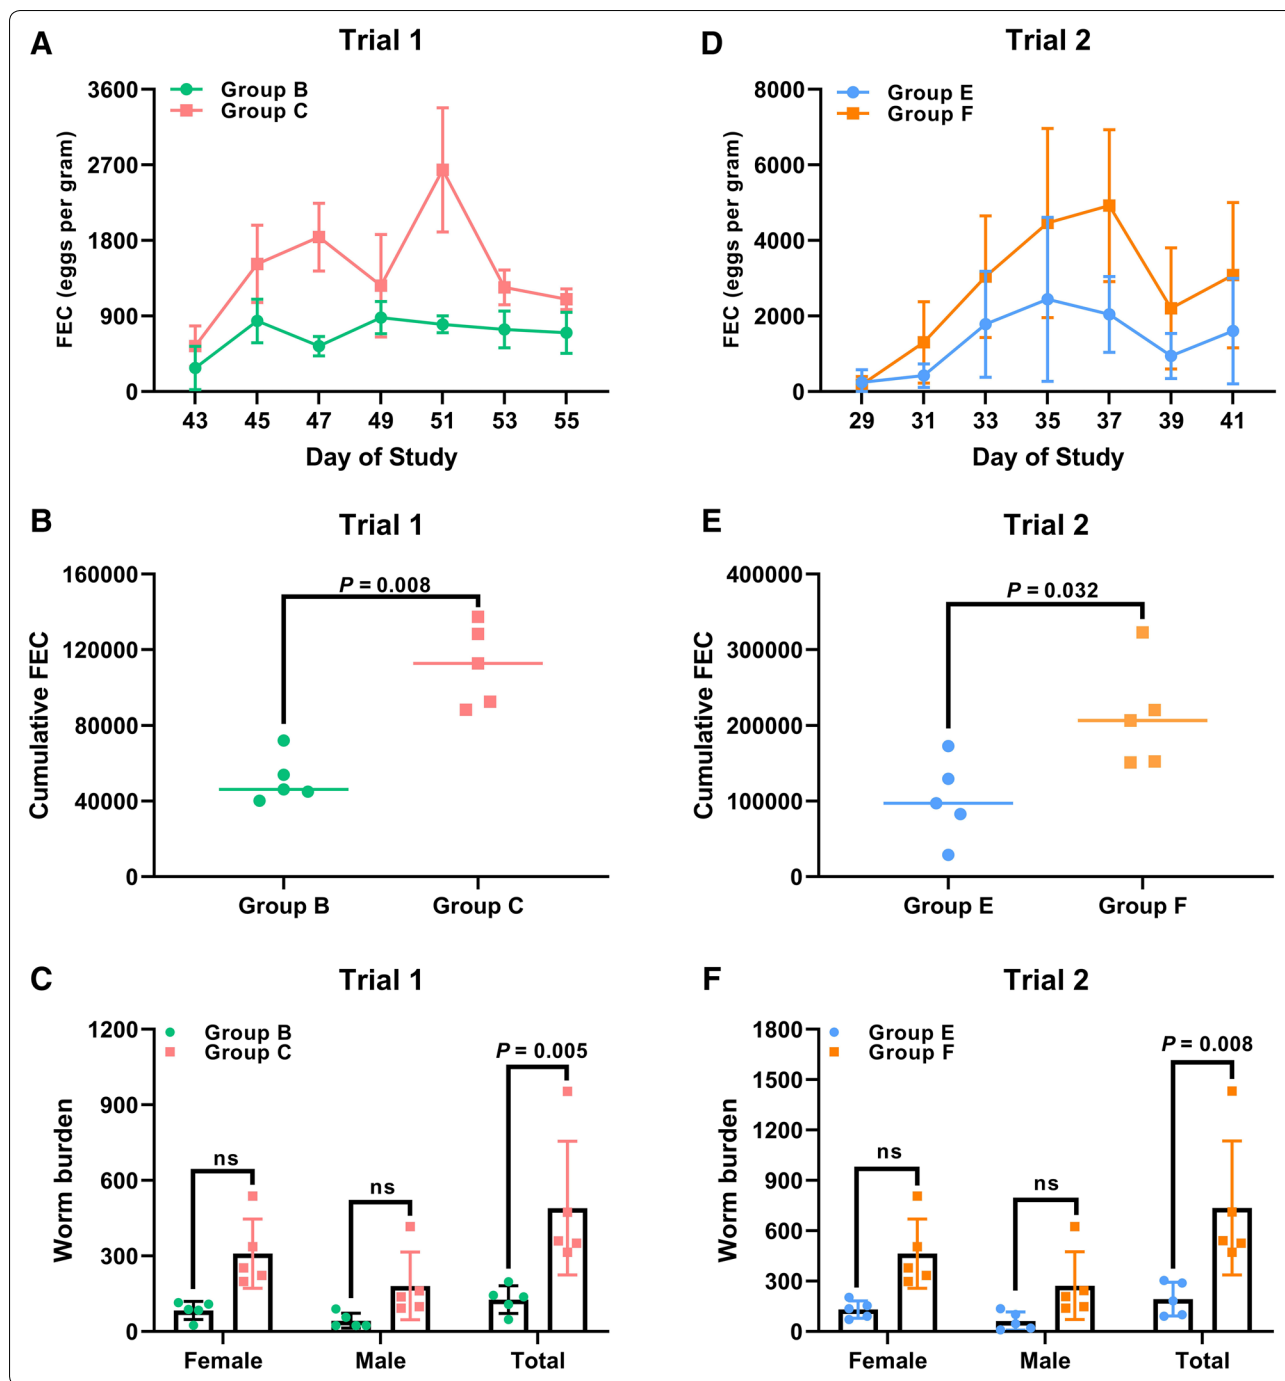 A
Trial 1
Group B
Group C
FEC (eggs per gram)
3600
2700
1800
900
0
43 45 47 49 51 53 55
Day of Study
D
Trial 2
Group E
Group F
FEC (eggs per gram)
8000
6000
4000
2000
0
29 31 33 35 37 39 41
Day of Study
B
Trial 1
P = 0.008
Cumulative FEC
160000
120000
80000
40000
0
Group B Group C
E
Trial 2
P = 0.032
Cumulative FEC
400000
300000
200000
100000
0
Group E Group F
C
Trial 1
Group B
Group C
P = 0.005
ns
ns
Worm burden
1200
900
600
300
0
Female Male Total
F
Trial 2
Group E
Group F
P = 0.008
ns
ns
Worm burden
1800
1500
1200
900
600
300
0
Female Male Total